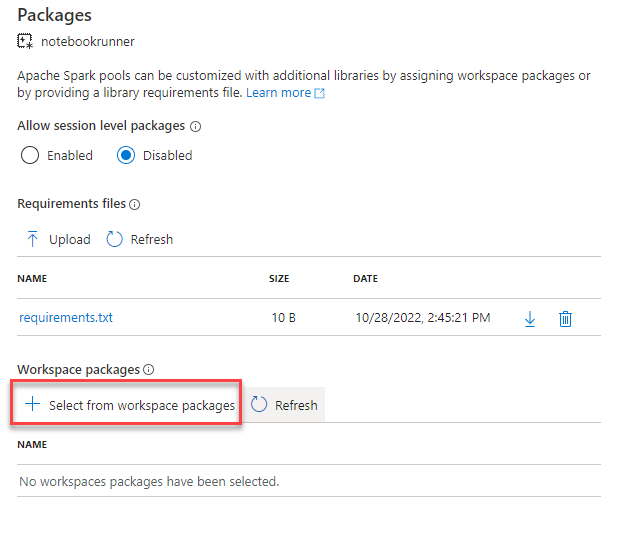 Packages
notebookrunner
Apache Spark pools can be customized with additional libraries by assigning workspace packages or
by providing a library requirements file. Learn more
Allow session level packages
Enabled Disabled
Requirements files
Upload Refresh
NAME SIZE DATE
requirements.txt 10 B 10/28/2022, 2:45:21 PM
Workspace packages
Select from workspace packages Refresh
NAME
No workspaces packages have been selected.